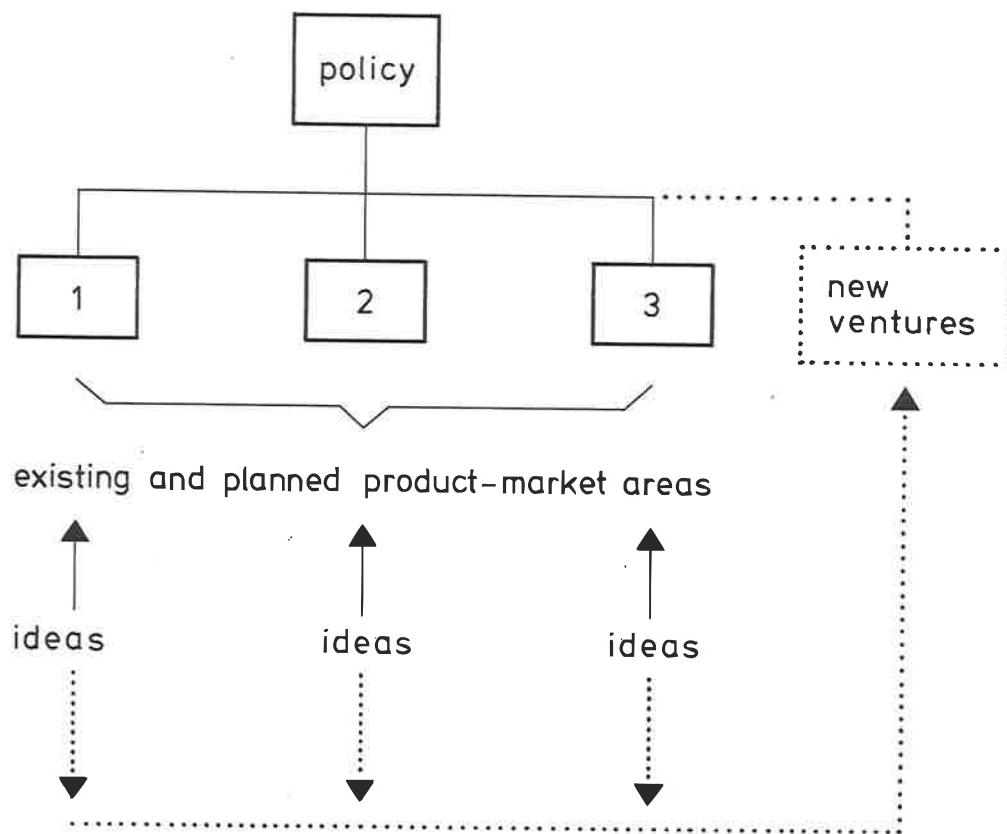 policy
1
2
3
new
ventures
existing and planned product-market areas
ideas
ideas
ideas